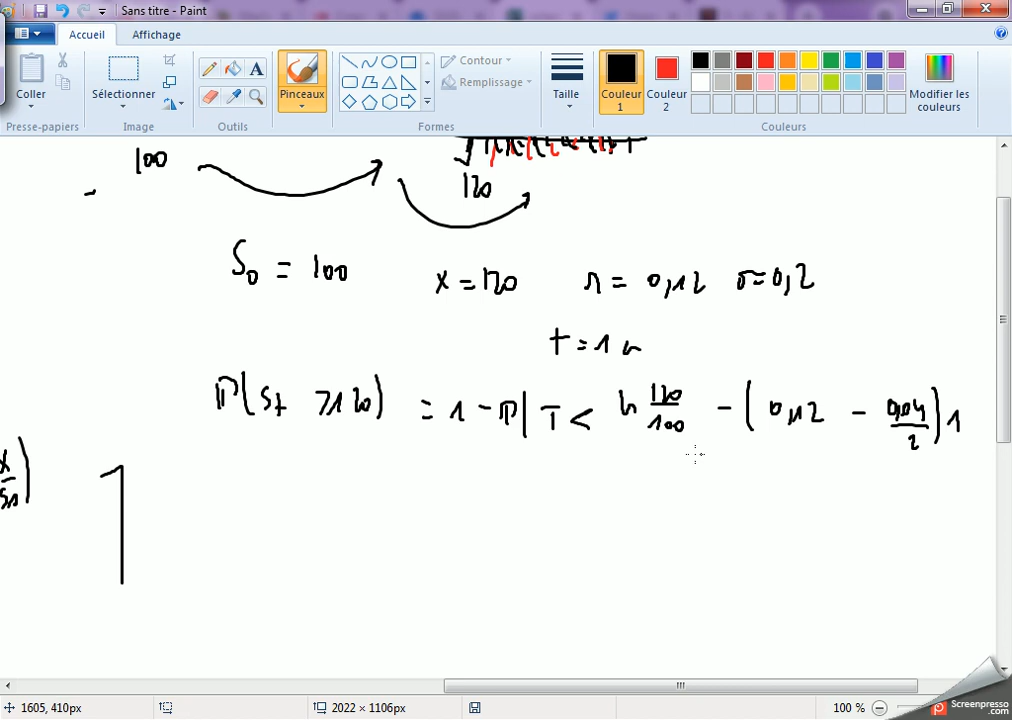 Sans titre - Paint
Accueil Affichage
Coller
Sélectionner
Contour
Remplissage
Pinceaux
Taille
Couleur 1
Couleur 2
Modifier les couleurs
Presse-papiers Image Outils Formes Couleurs
100
120
S0 = 100 x = 120 r = 0,12 σ = 0,2
t = 1
P(St > 120) = 1 - P( T < ln 120/100 - ( 0,12 - 0,04/2 ) 1
x/S0)
1605, 410px 2022 × 1106px 100 %
Screenpresso.com